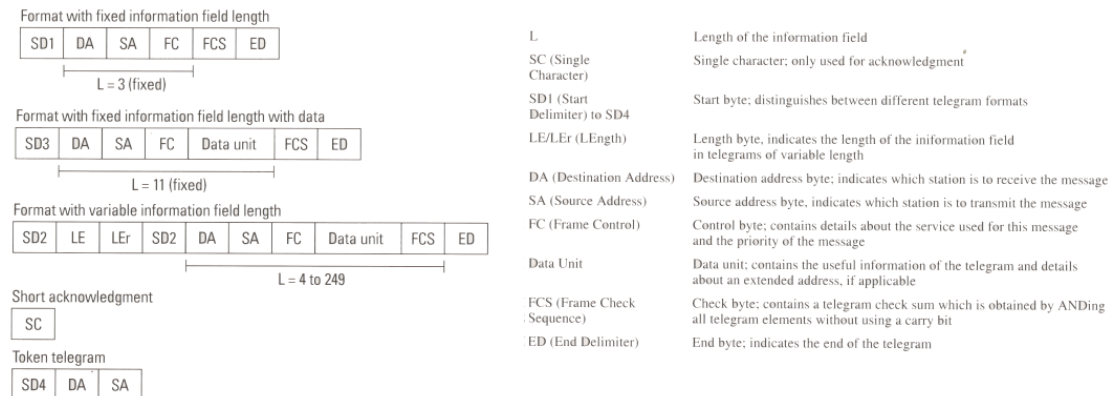 Format with fixed information field length
SD1 DA SA FC FCS ED
L = 3 (fixed)
Format with fixed information field length with data
SD3 DA SA FC Data unit FCS ED
L = 11 (fixed)
Format with variable information field length
SD2 LE LEr SD2 DA SA FC Data unit FCS ED
L = 4 to 249
Short acknowledgment
SC
Token telegram
SD4 DA SA
L Length of the information field
SC (Single Single character; only used for acknowledgment
Character)
SD1 (Start Start byte; distinguishes between different telegram formats
Delimiter) to SD4
LE/LEr (LEngth) Length byte, indicates the length of the iniformation field
in telegrams of variable length
DA (Destination Address) Destination address byte; indicates which station is to receive the message
SA (Source Address) Source address byte, indicates which station is to transmit the message
FC (Frame Control) Control byte; contains details about the service used for this message
and the priority of the message
Data Unit Data unit; contains the useful information of the telegram and details
about an extended address, if applicable
FCS (Frame Check Check byte; contains a telegram check sum which is obtained by ANDing
Sequence) all telegram elements without using a carry bit
ED (End Delimiter) End byte; indicates the end of the telegram